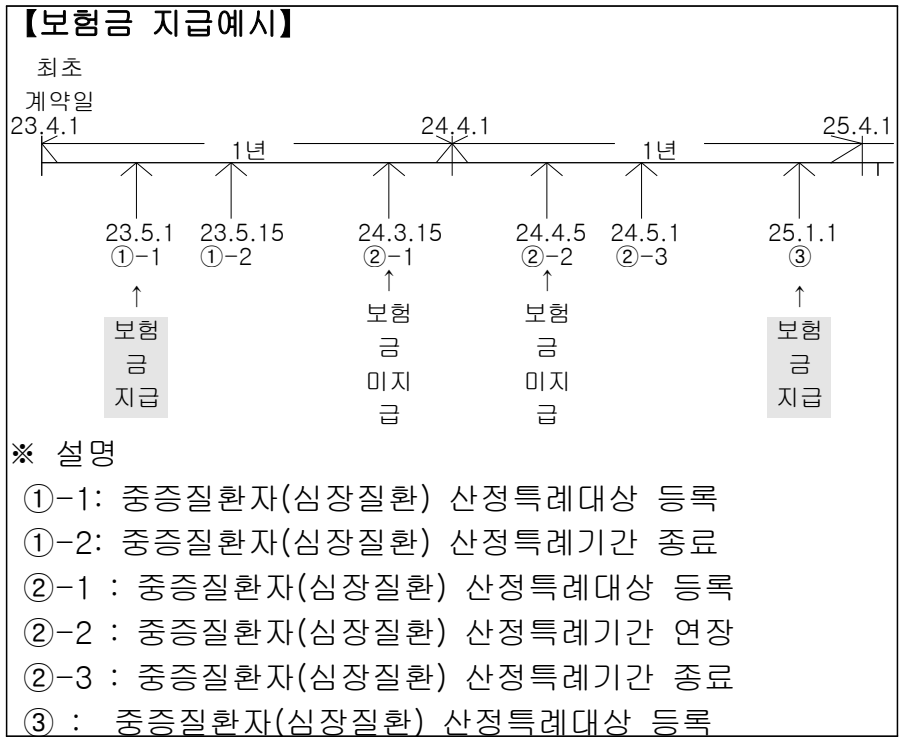 【보험금 지급예시】
최초
계약일
23.4.1 24.4.1 25.4.1
1년 1년
23.5.1 23.5.15 24.3.15 24.4.5 24.5.1 25.1.1
①-1 ①-2 ②-1 ②-2 ②-3 ③
↑ ↑ ↑ ↑
보험 보험 보험 보험
금 금 금 금
지급 미지 미지 지급
급 급
※ 설명
①-1: 중증질환자(심장질환) 산정특례대상 등록
①-2: 중증질환자(심장질환) 산정특례기간 종료
②-1 : 중증질환자(심장질환) 산정특례대상 등록
②-2 : 중증질환자(심장질환) 산정특례기간 연장
②-3 : 중증질환자(심장질환) 산정특례기간 종료
③ : 중증질환자(심장질환) 산정특례대상 등록